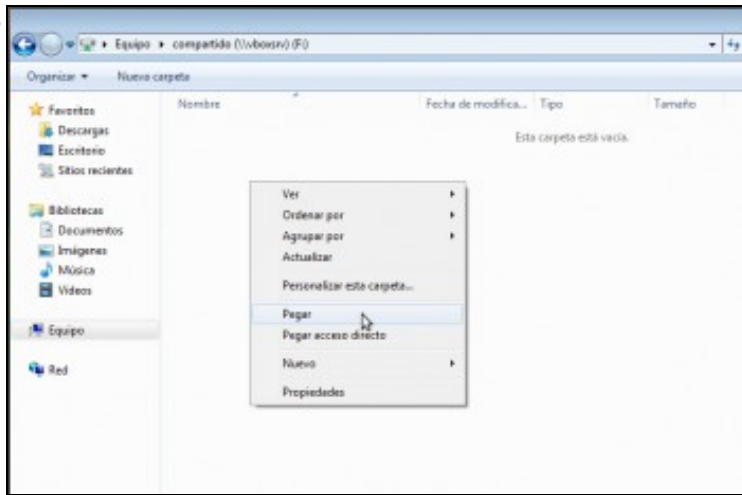 Equipo ▸ compartido (\\vboxsrv) (F:)
Organizar Nueva carpeta
Favoritos
Descargas
Escritorio
Sitios recientes
Bibliotecas
Documentos
Imágenes
Música
Videos
Equipo
Red
Nombre Fecha de modifica... Tipo Tamaño
Esta carpeta está vacía.
Ver
Ordenar por
Agrupar por
Actualizar
Personalizar esta carpeta...
Pegar
Pegar acceso directo
Nuevo
Propiedades